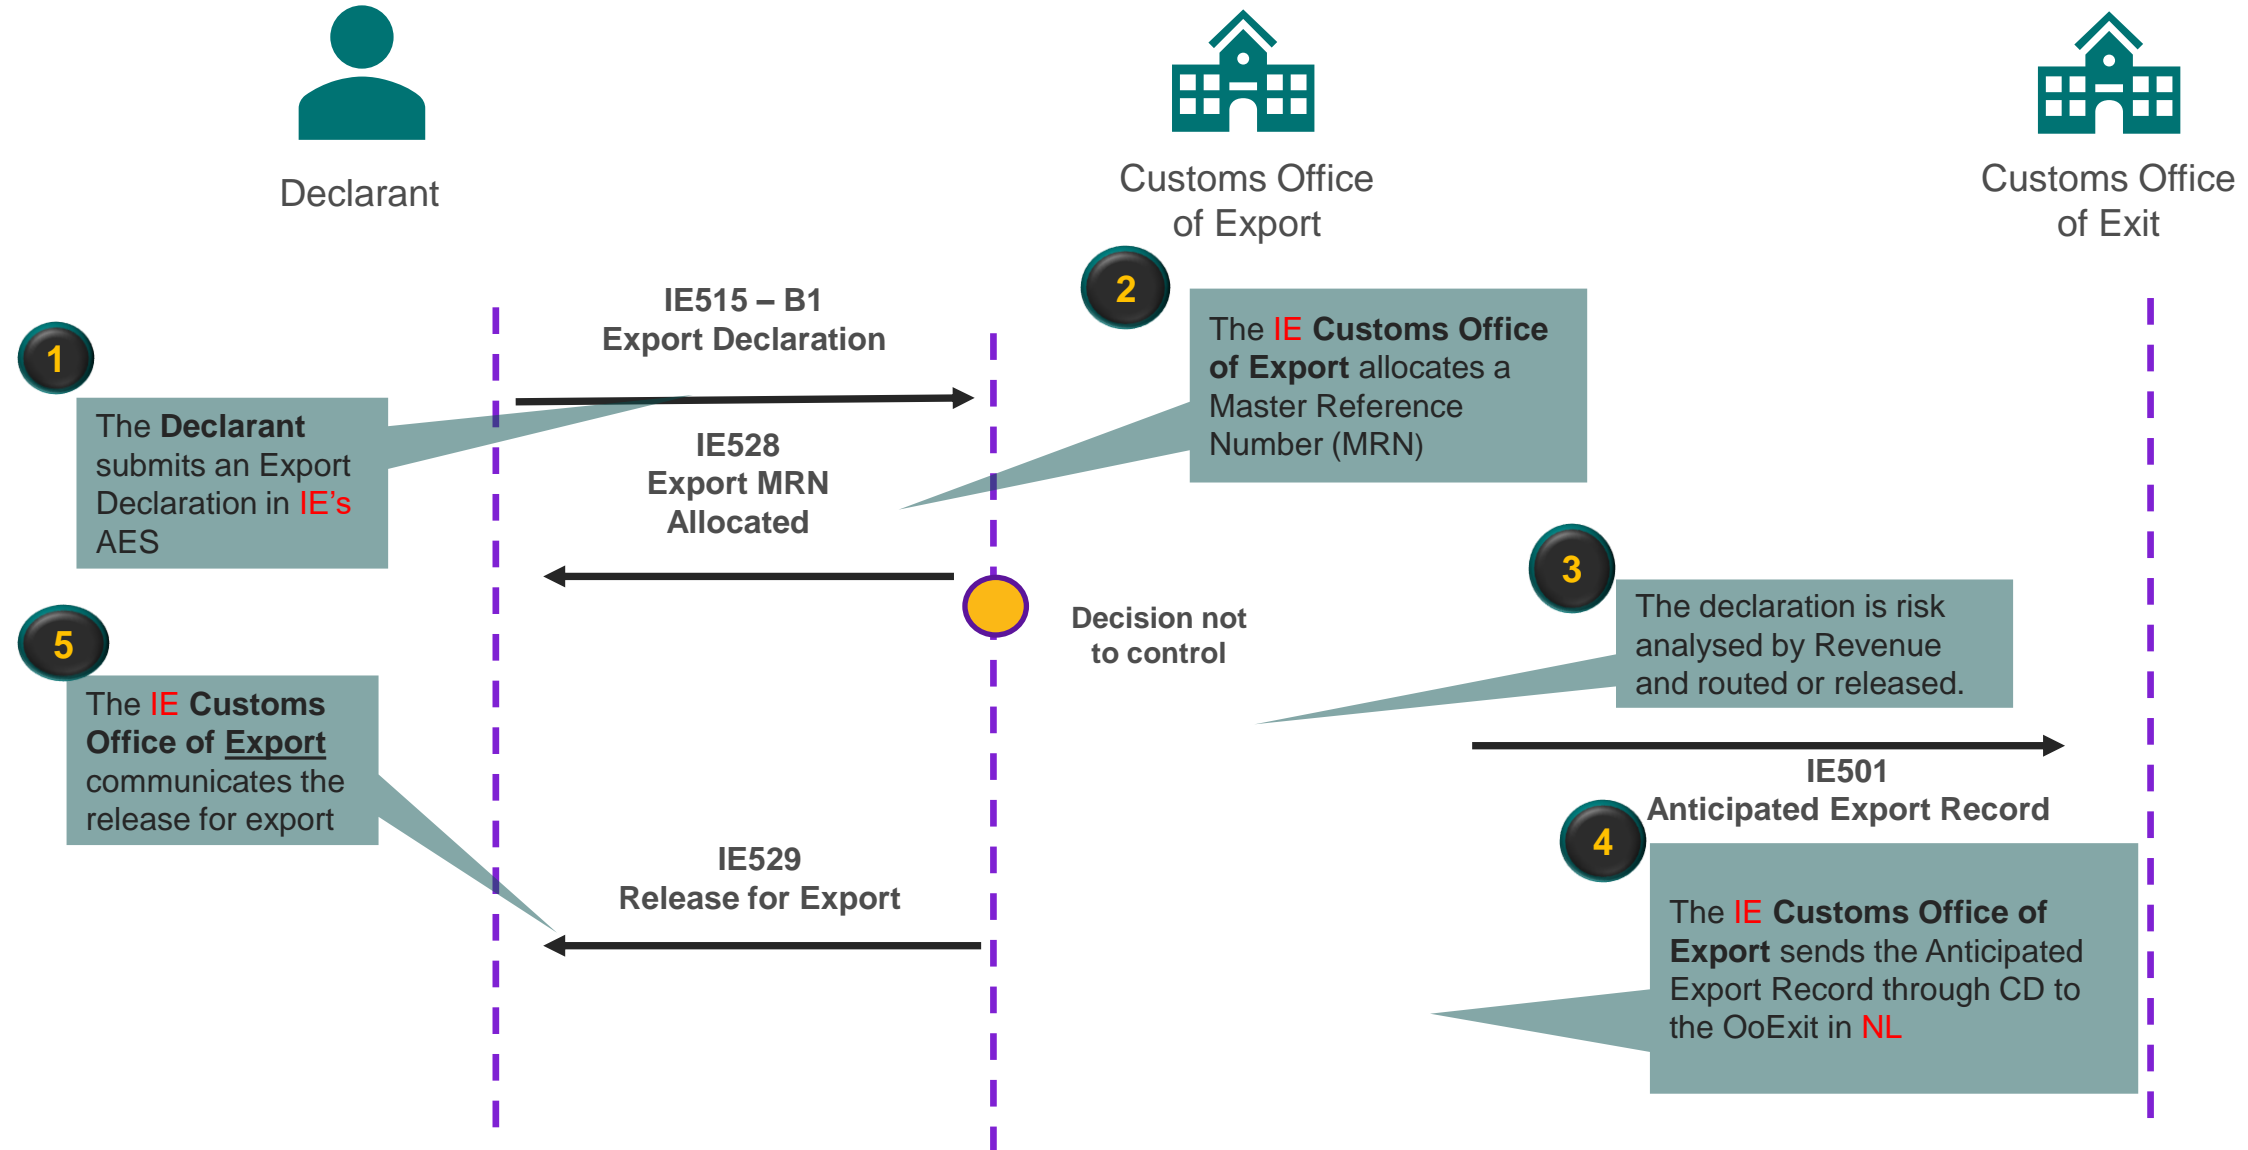 Declarant
Customs Office
of Export
Customs Office
of Exit
1
The Declarant
submits an Export
Declaration in IE’s
AES
IE515 – B1
Export Declaration
2
The IE Customs Office
of Export allocates a
Master Reference
Number (MRN)
IE528
Export MRN
Allocated
Decision not
to control
3
The declaration is risk
analysed by Revenue
and routed or released.
IE501
Anticipated Export Record
4
The IE Customs Office of
Export sends the Anticipated
Export Record through CD to
the OoExit in NL
5
The IE Customs
Office of Export
communicates the
release for export
IE529
Release for Export